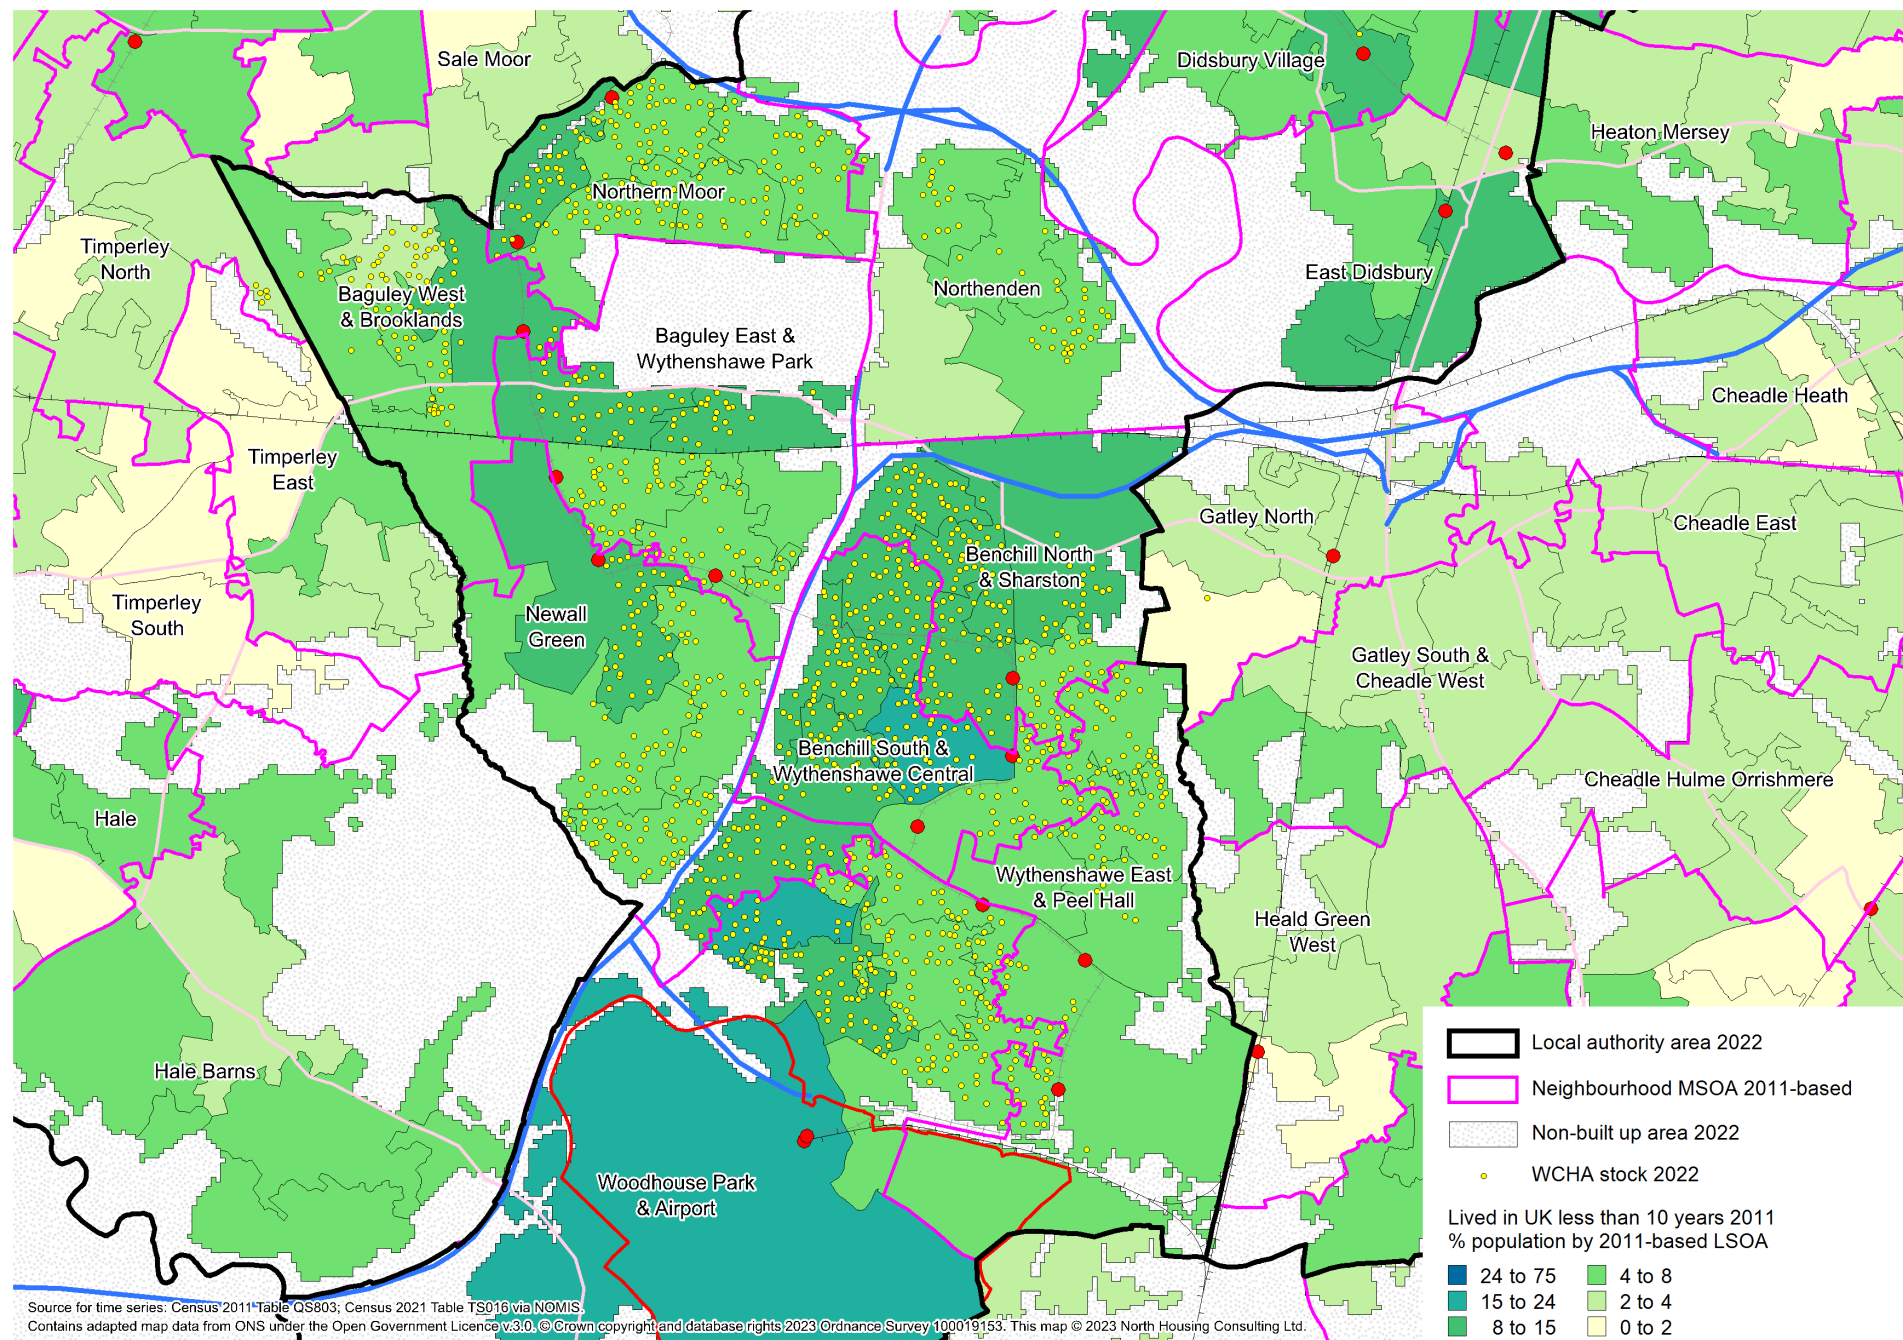 Sale Moor
Didsbury Village
Heaton Mersey
Northern Moor
Timperley
North
Baguley West
& Brooklands
Northenden
East Didsbury
Baguley East &
Wythenshawe Park
Cheadle Heath
Timperley
East
Gatley North
Cheadle East
Benchill North
& Sharston
Timperley
South
Newall
Green
Gatley South &
Cheadle West
Benchill South &
Wythenshawe Central
Cheadle Hulme Orrishmere
Hale
Wythenshawe East
& Peel Hall
Heald Green
West
Hale Barns
Woodhouse Park
& Airport
Local authority area 2022
Neighbourhood MSOA 2011-based
Non-built up area 2022
WCHA stock 2022
Lived in UK less than 10 years 2011
% population by 2011-based LSOA
24 to 75
4 to 8
15 to 24
2 to 4
8 to 15
0 to 2
Source for time series: Census 2011 Table QS803; Census 2021 Table TS016 via NOMIS.
Contains adapted map data from ONS under the Open Government Licence v.3.0. © Crown copyright and database rights 2023 Ordnance Survey 100019153. This map © 2023 North Housing Consulting Ltd.